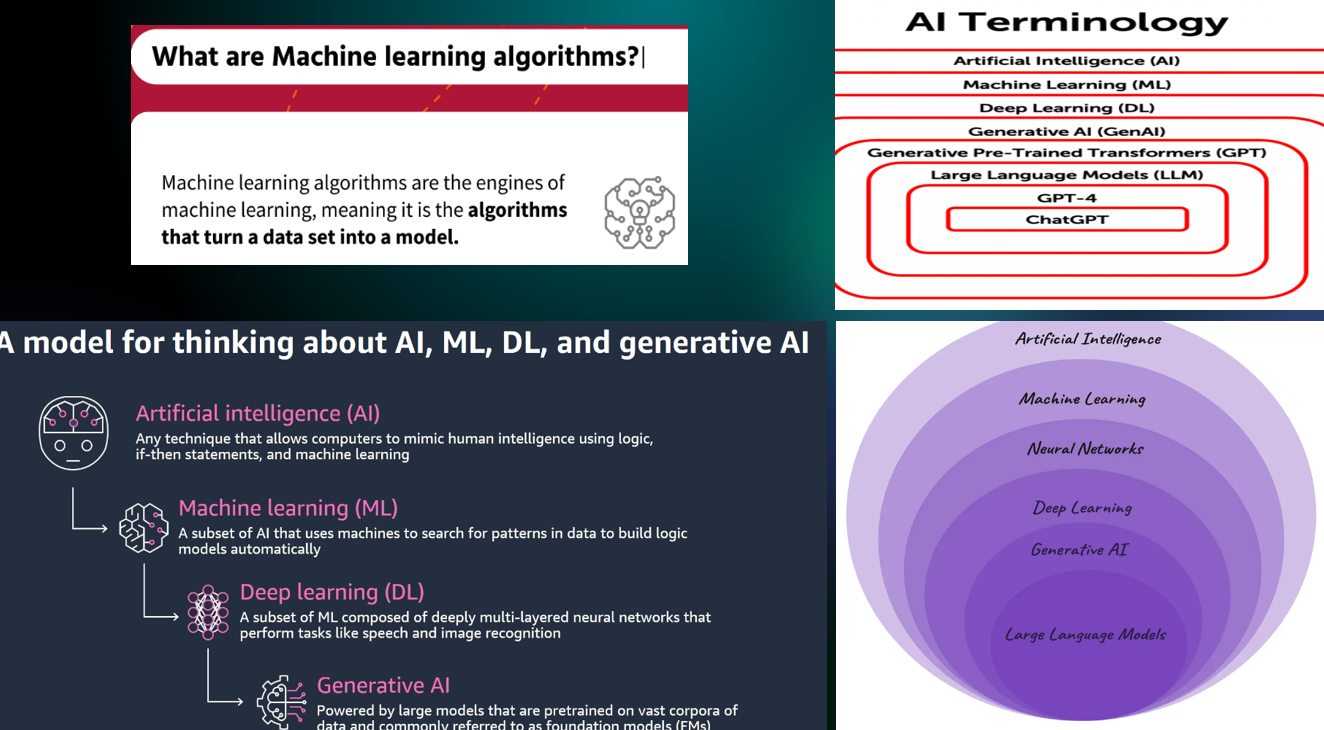 What are Machine learning algorithms?
Machine learning algorithms are the engines of
machine learning, meaning it is the algorithms
that turn a data set into a model.
AI Terminology
Artificial Intelligence (AI)
Machine Learning (ML)
Deep Learning (DL)
Generative AI (GenAI)
Generative Pre-Trained Transformers (GPT)
Large Language Models (LLM)
GPT-4
ChatGPT
A model for thinking about AI, ML, DL, and generative AI
Artificial intelligence (AI)
Any technique that allows computers to mimic human intelligence using logic,
if-then statements, and machine learning
Machine learning (ML)
A subset of AI that uses machines to search for patterns in data to build logic
models automatically
Deep learning (DL)
A subset of ML composed of deeply multi-layered neural networks that
perform tasks like speech and image recognition
Generative AI
Powered by large models that are pretrained on vast corpora of
data and commonly referred to as foundation models (FMs)
Artificial Intelligence
Machine Learning
Neural Networks
Deep Learning
Generative AI
Large Language Models